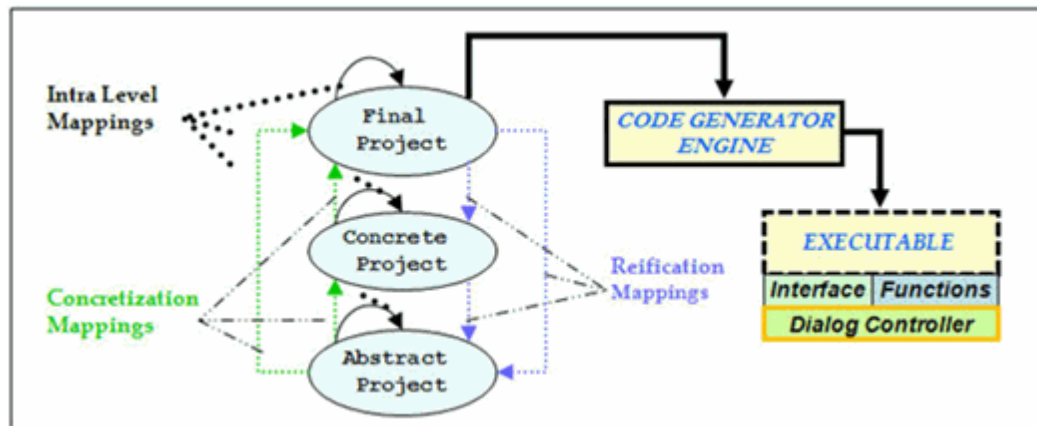 Intra Level
Mappings
Final
Project
CODE GENERATOR
ENGINE
Concrete
Project
EXECUTABLE
Interface
Functions
Dialog Controller
Concretization
Mappings
Reification
Mappings
Abstract
Project